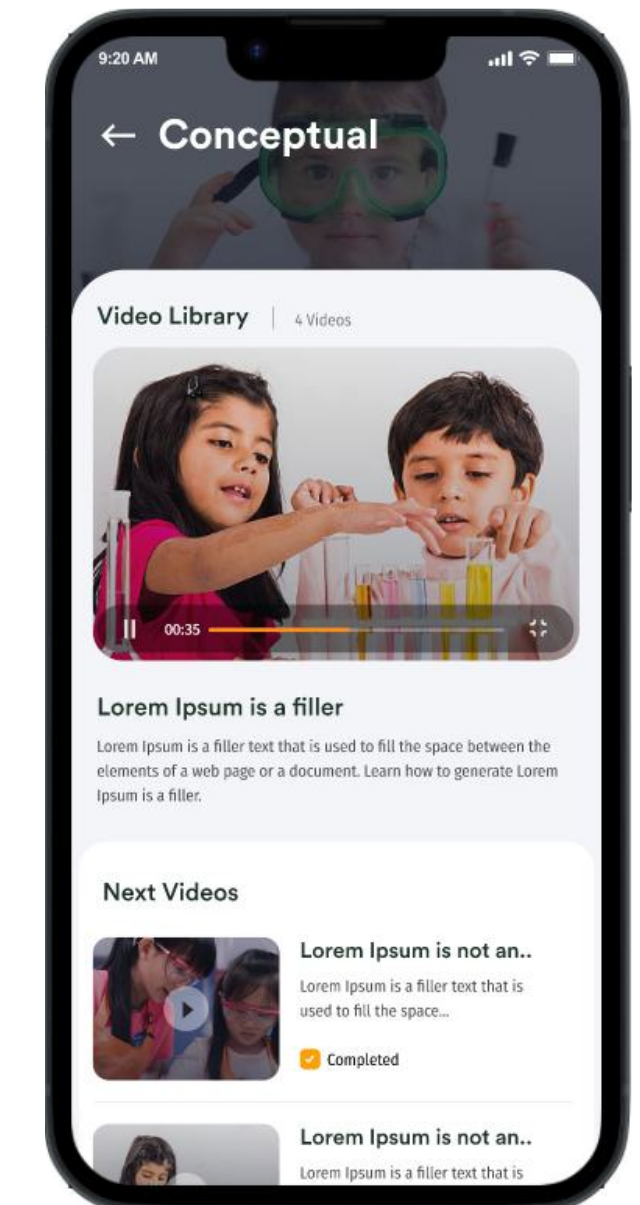 9:20 AM
Conceptual
Video Library
4 Videos
00:35
Lorem Ipsum is a filler
Lorem Ipsum is a filler text that is used to fill the space between the
elements of a web page or a document. Learn how to generate Lorem
Ipsum is a filler.
Next Videos
Lorem Ipsum is not an..
Lorem Ipsum is a filler text that is
used to fill the space...
Completed
Lorem Ipsum is not an..
Lorem Ipsum is a filler text that is